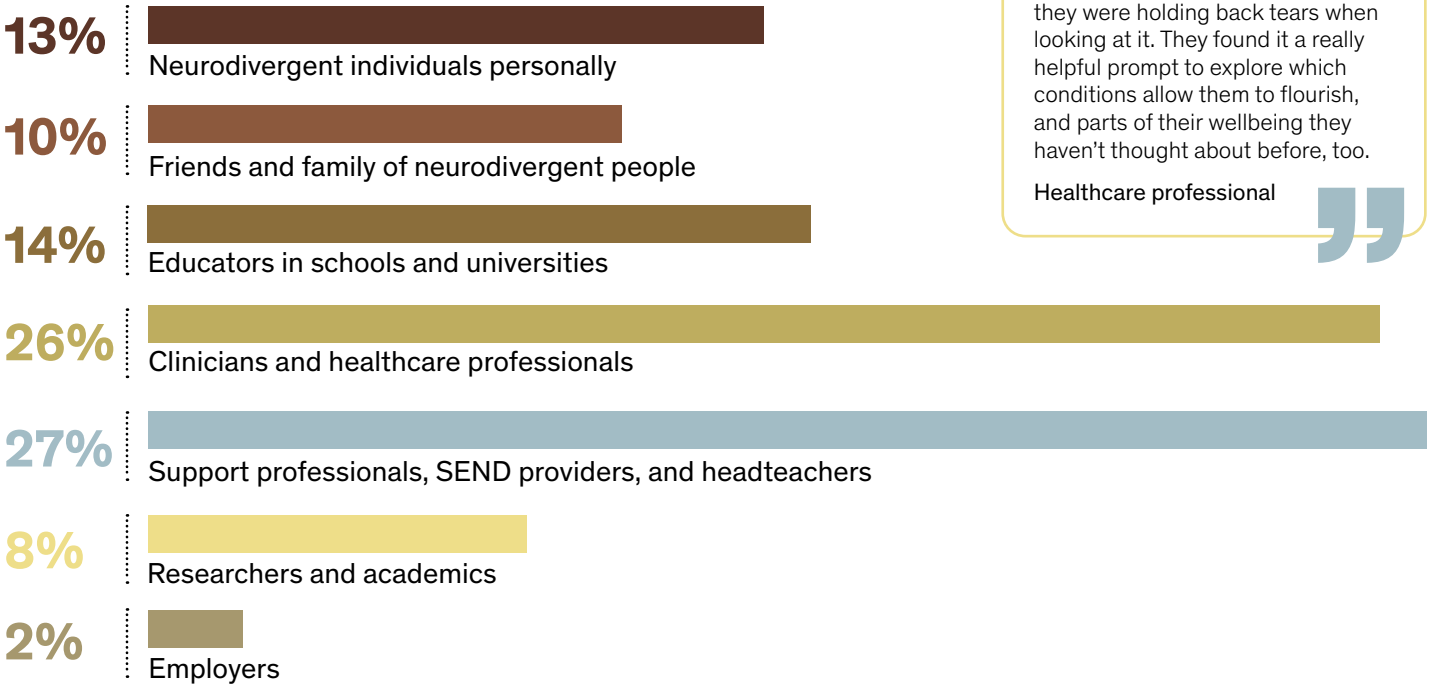 13%
Neurodivergent individuals personally
10%
Friends and family of neurodivergent people
14%
Educators in schools and universities
26%
Clinicians and healthcare professionals
27%
Support professionals, SEND providers, and headteachers
8%
Researchers and academics
2%
Employers
they were holding back tears when
looking at it. They found it a really
helpful prompt to explore which
conditions allow them to flourish,
and parts of their wellbeing they
haven’t thought about before, too.
Healthcare professional
”